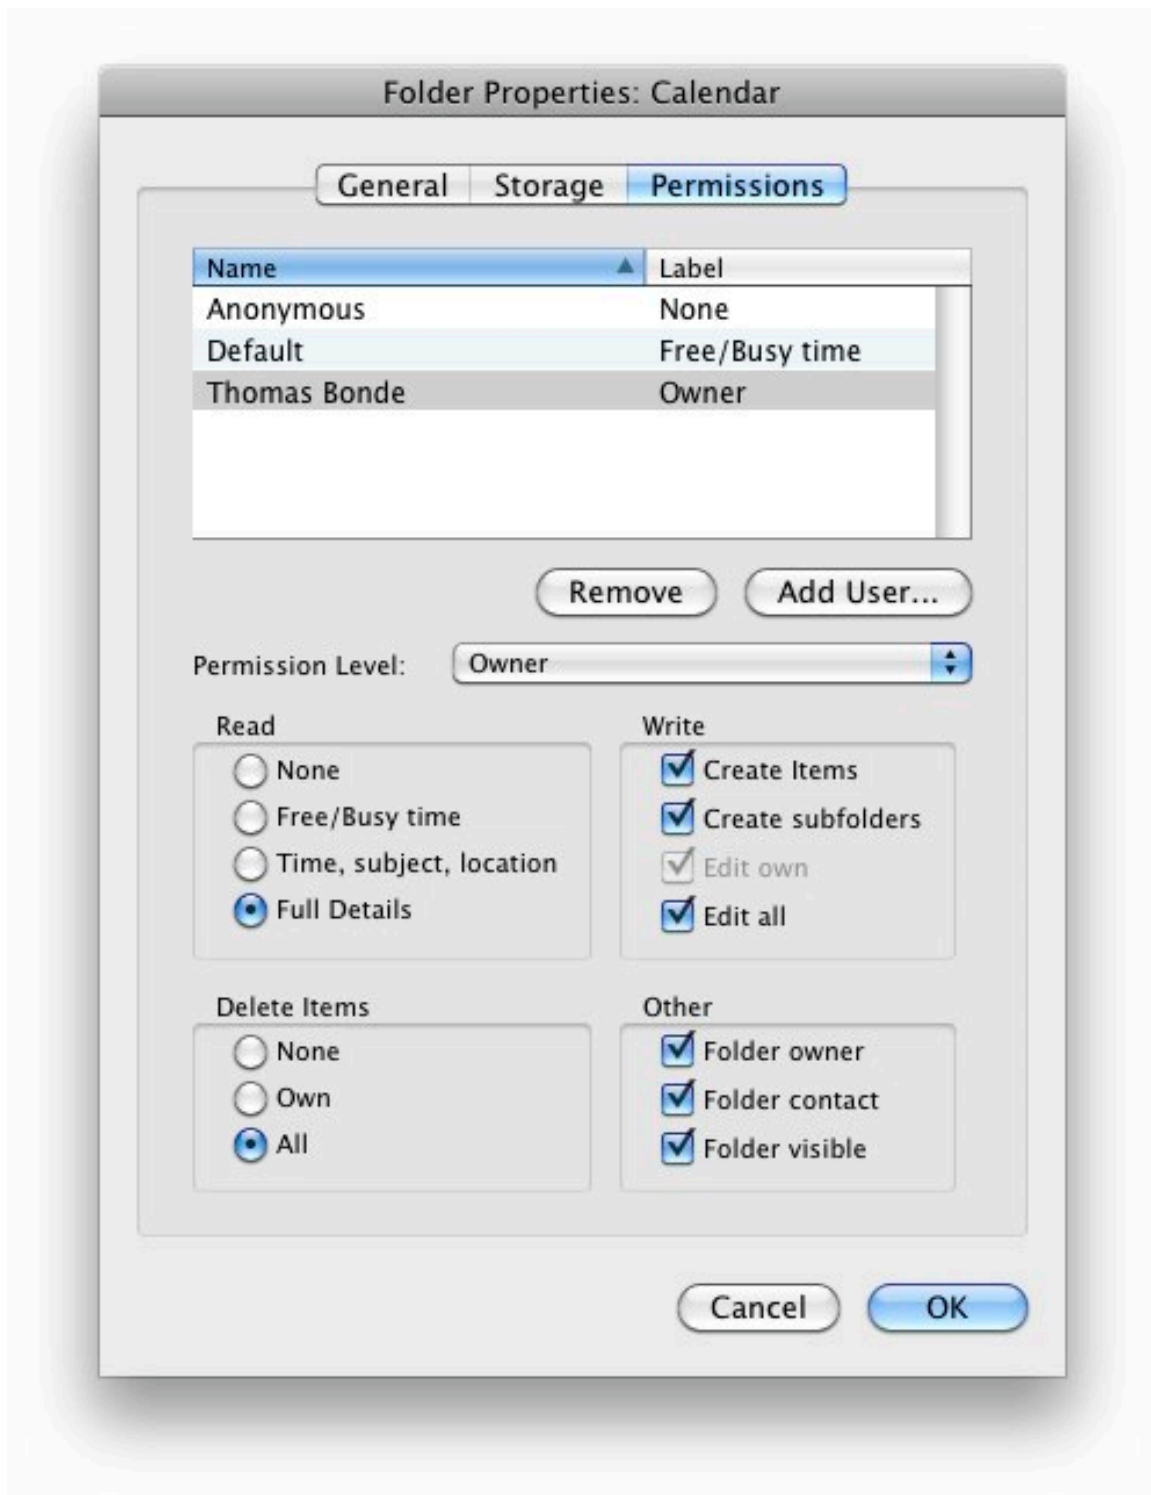 Folder Properties: Calendar
General Storage Permissions
Name Label
Anonymous None
Default Free/Busy time
Thomas Bonde Owner
Remove Add User...
Permission Level: Owner
Read Write
None Create Items
Free/Busy time Create subfolders
Time, subject, location Edit own
Full Details Edit all
Delete Items Other
None Folder owner
Own Folder contact
All Folder visible
Cancel OK